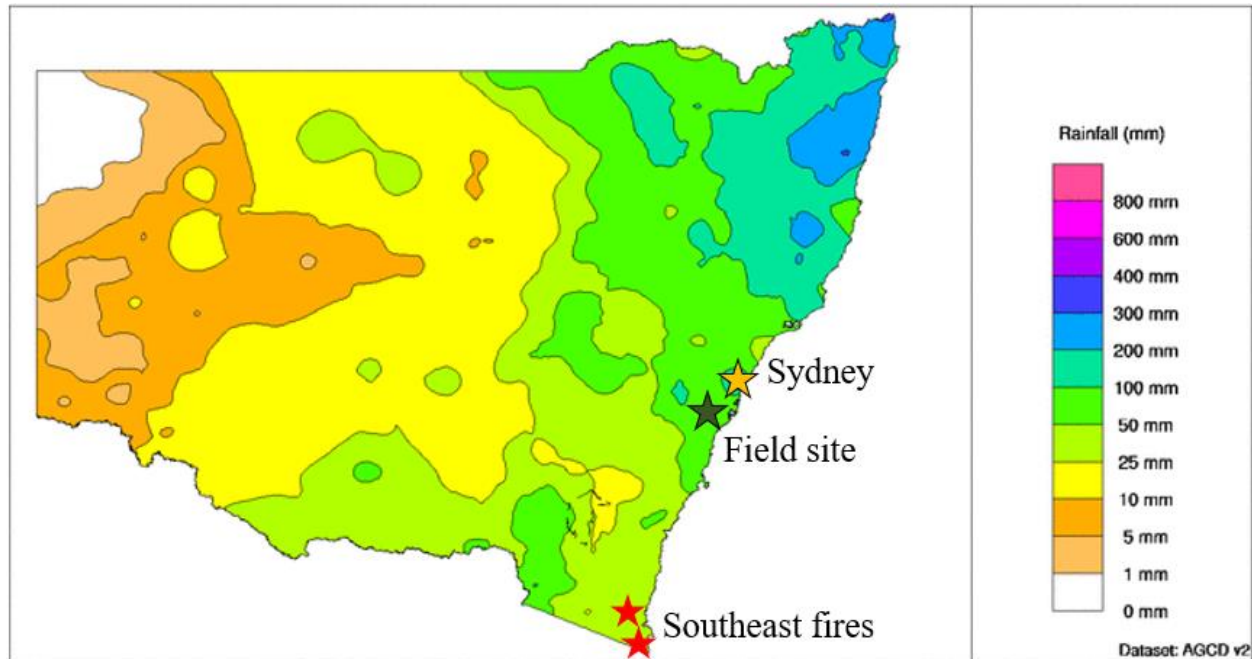 Sydney
Field site
Southeast fires
Rainfall (mm)
800 mm
600 mm
400 mm
300 mm
200 mm
100 mm
50 mm
25 mm
10 mm
5 mm
1 mm
0 mm
Dataset: AGCD v2